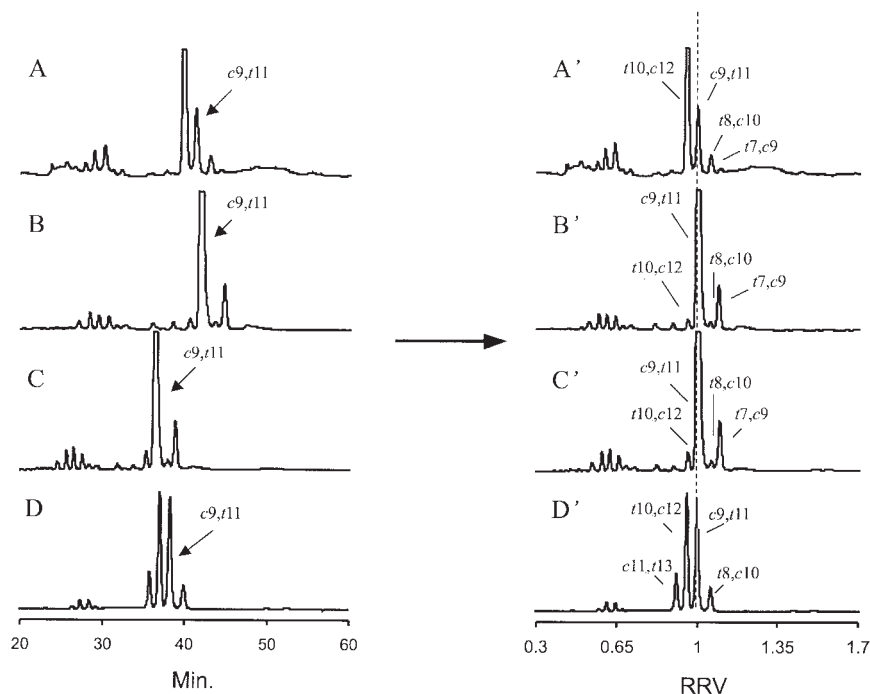 A
c9,t11
B
c9,t11
C
c9,t11
D
c9,t11
20 30 40 50 60
Min.
A'
t10,c12
c9,t11
t8,c10
t7,c9
B'
c9,t11
t10,c12
t8,c10
t7,c9
C'
c9,t11
t10,c12
t8,c10
t7,c9
D'
t10,c12
c9,t11
c11,t13
t8,c10
0.3 0.65 1 1.35 1.7
RRV